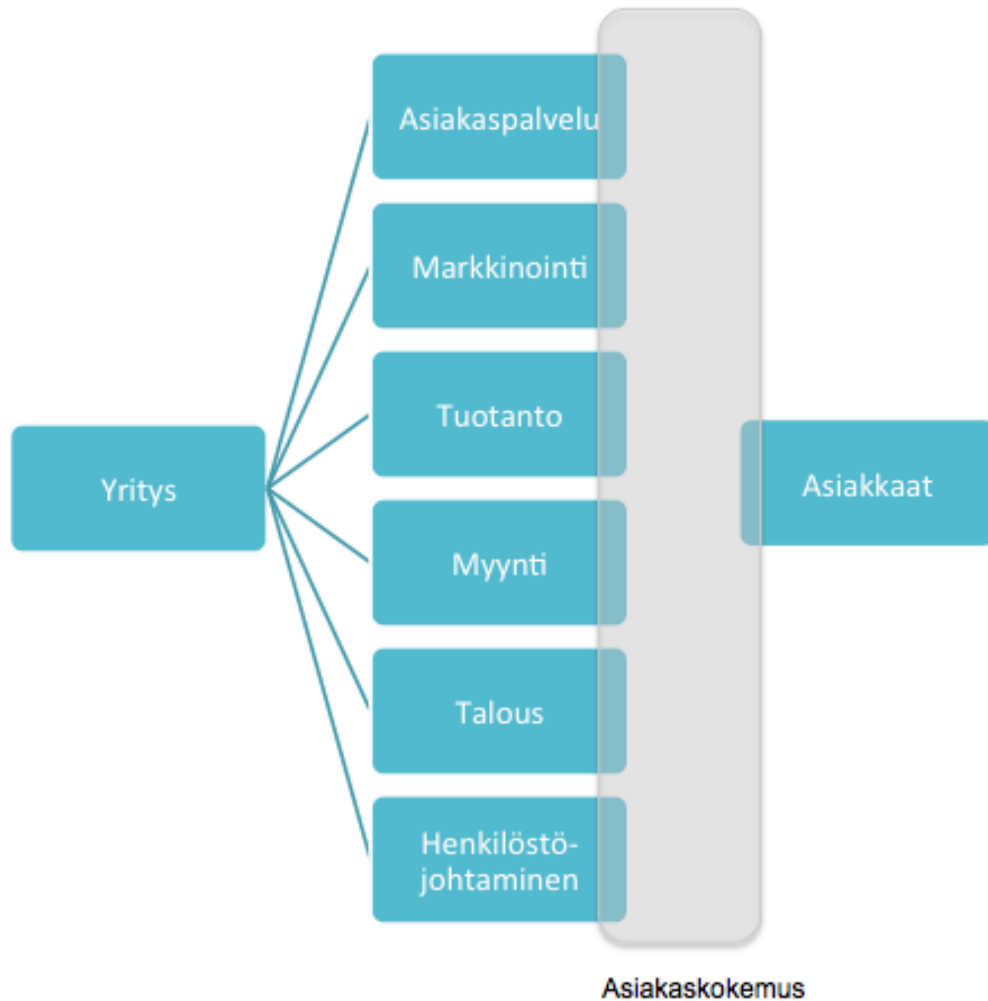 Asiakaspalvelu
Markkinointi
Tuotanto
Yritys
Asiakkaat
Myynti
Talous
Henkilöstö-
johtaminen
Asiakaskokemus